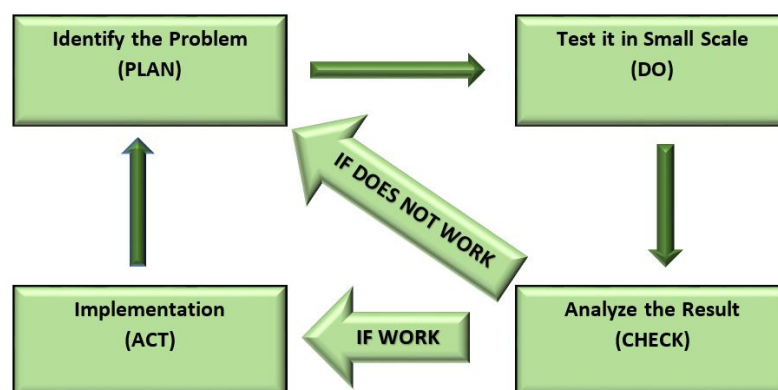 Identify the Problem
(PLAN)
Test it in Small Scale
(DO)
IF DOES NOT WORK
Implementation
(ACT)
IF WORK
Analyze the Result
(CHECK)